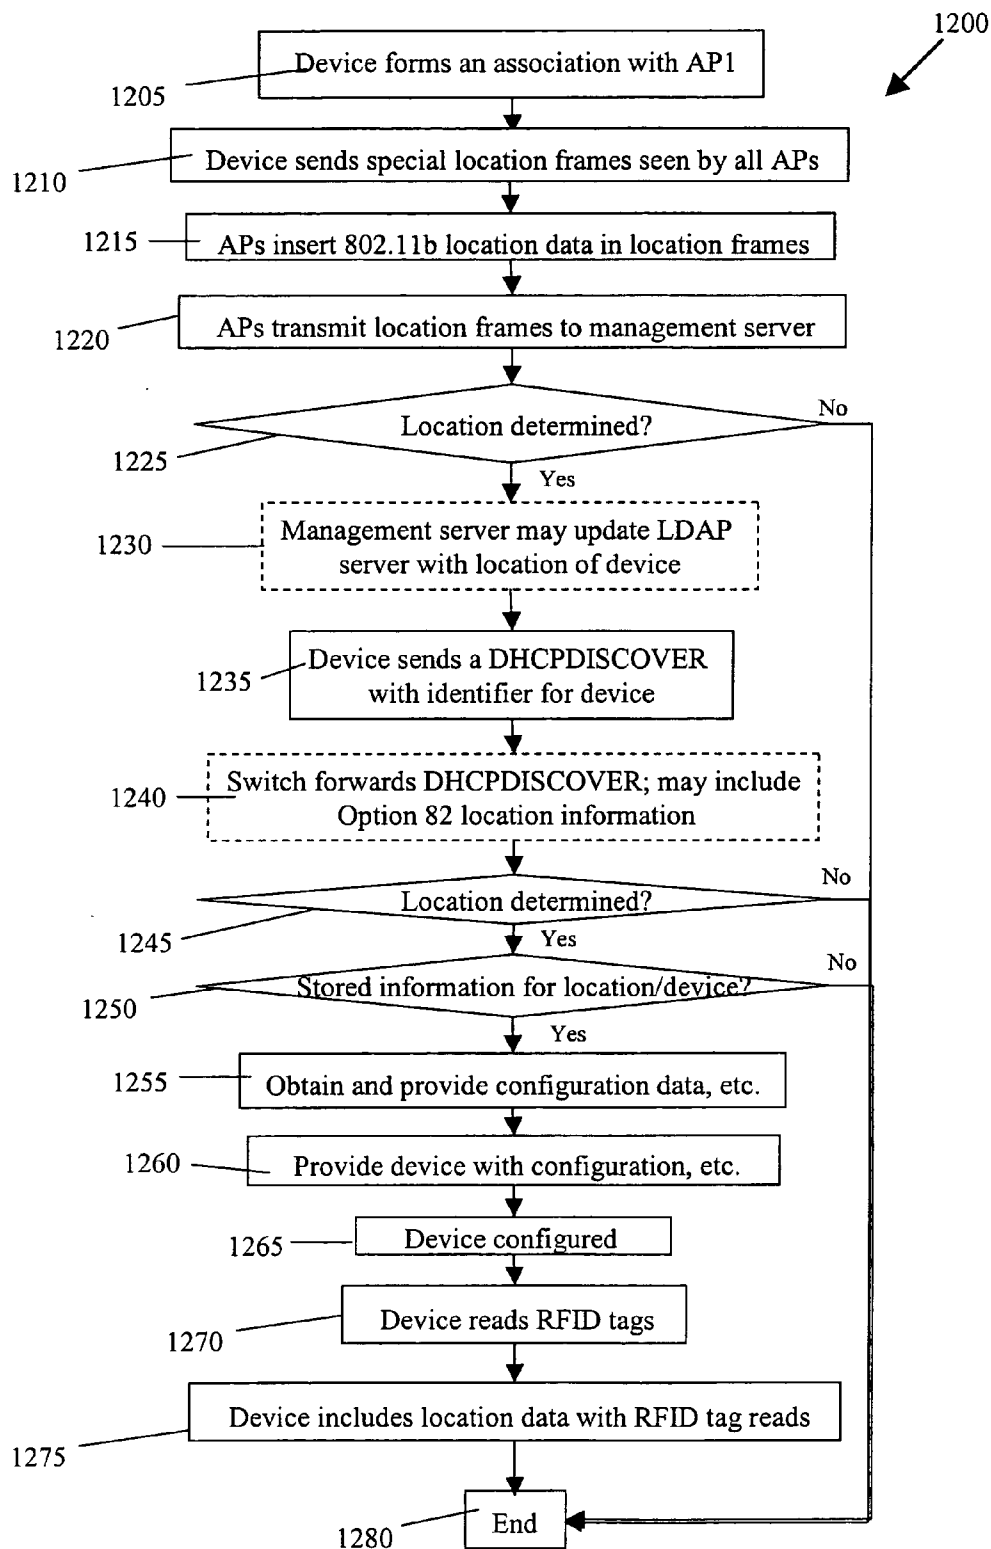 1200
Device forms an association with AP1
1205
Device sends special location frames seen by all APs
1210
1215
APs insert 802.11b location data in location frames
APs transmit location frames to management server
1220
No
Location determined?
1225
Yes
Management server may update LDAP
server with location of device
1230
Device sends a DHCPDISCOVER
with identifier for device
1235
Switch forwards DHCPDISCOVER; may include
Option 82 location information
1240
No
Location determined?
1245
Yes
No
Stored information for location/device?
1250
Yes
1255
Obtain and provide configuration data, etc.
1260
Provide device with configuration, etc.
1265
Device configured
Device reads RFID tags
1270
Device includes location data with RFID tag reads
1275
End
1280